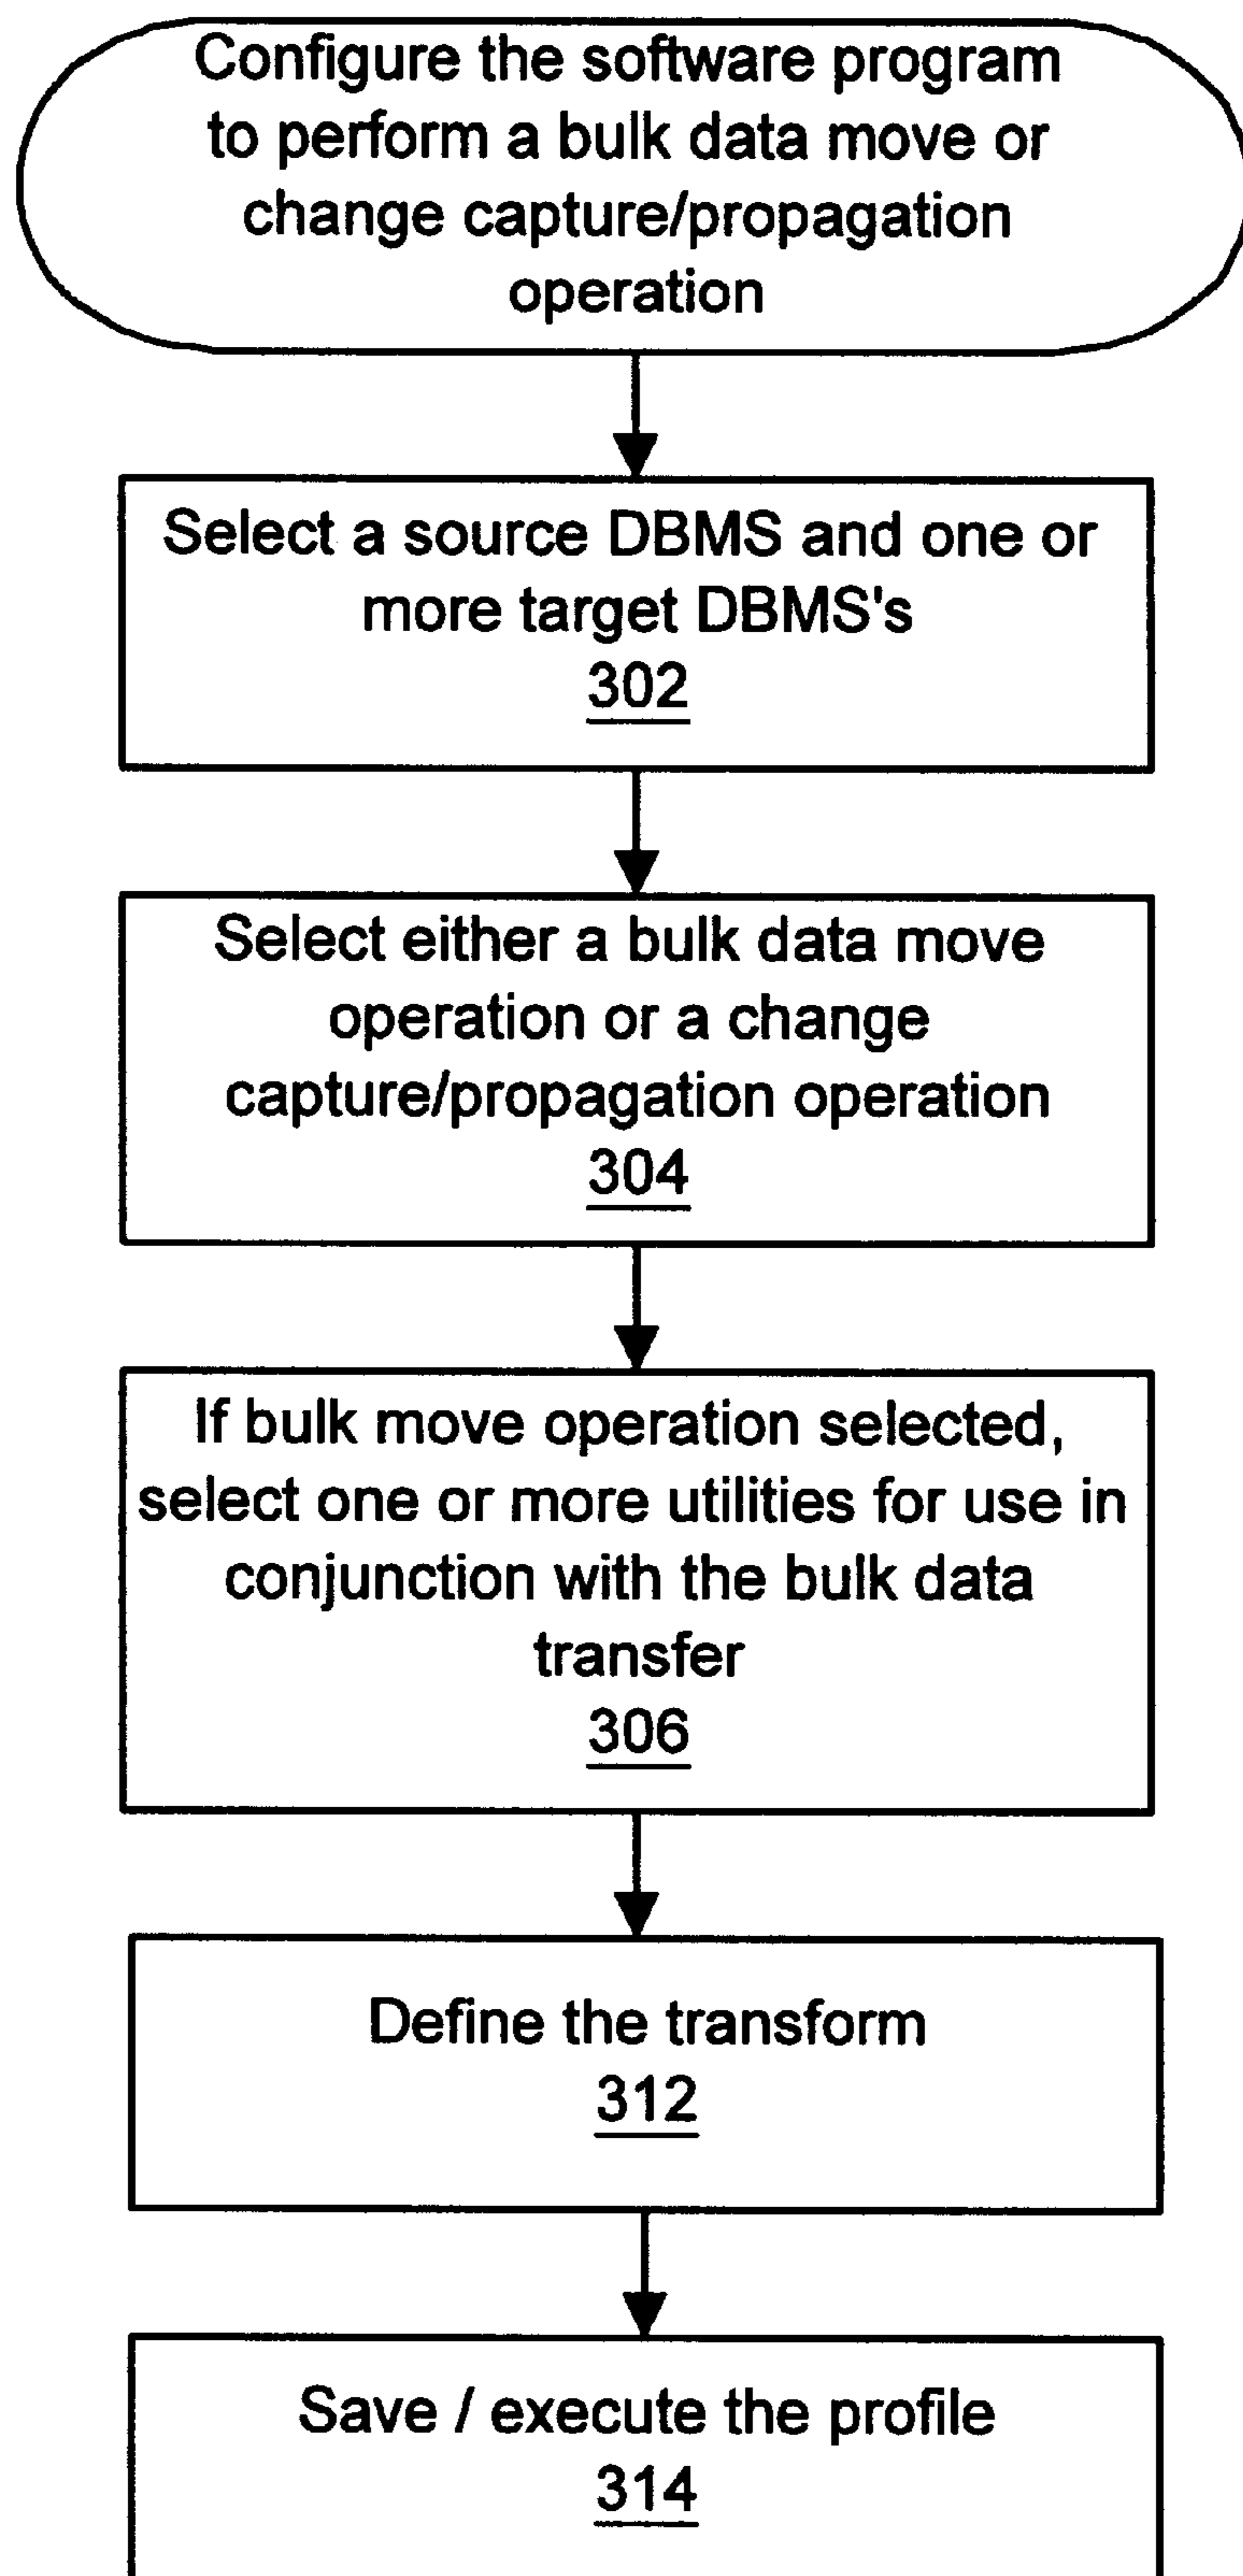 Configure the software program
to perform a bulk data move or
change capture/propagation
operation
Select a source DBMS and one or
more target DBMS's
302
Select either a bulk data move
operation or a change
capture/propagation operation
304
If bulk move operation selected,
select one or more utilities for use in
conjunction with the bulk data
transfer
306
Define the transform
312
Save / execute the profile
314